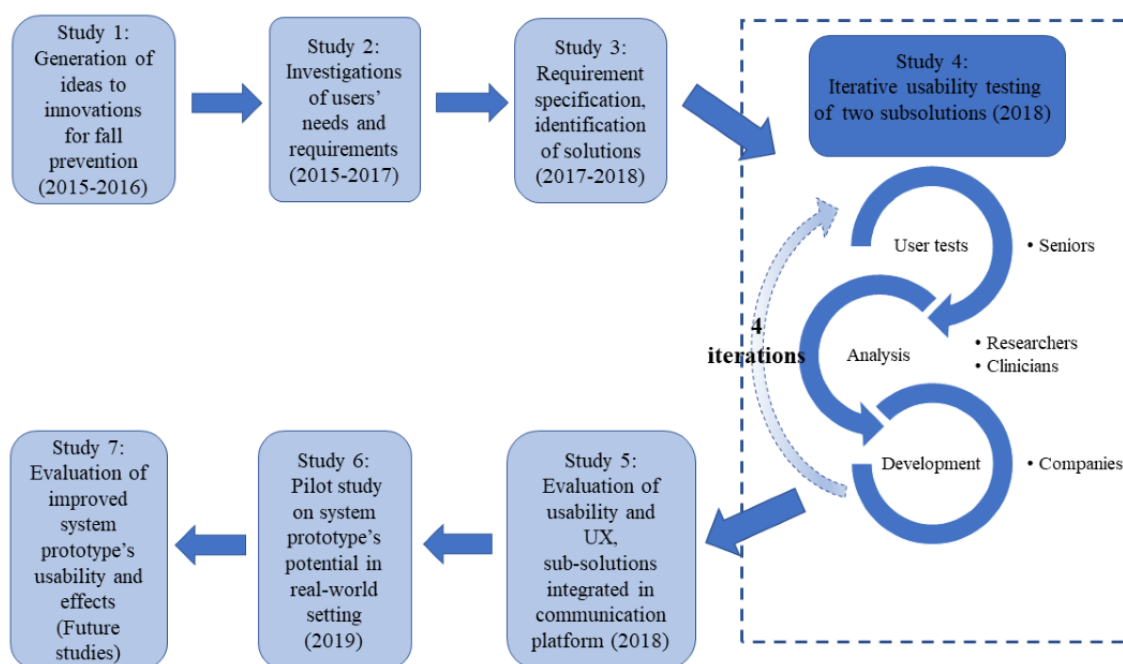 Study 1:
Generation of
ideas to
innovations
for fall
prevention
(2015-2016)
Study 2:
Investigations
of users’
needs and
requirements
(2015-2017)
Study 3:
Requirement
specification,
identification
of solutions
(2017-2018)
Study 4:
Iterative usability testing
of two subsolutions (2018)
User tests
• Seniors
4
iterations
Analysis
• Researchers
• Clinicians
Development
• Companies
Study 5:
Evaluation of
usability and
UX,
sub-solutions
integrated in
communication
platform (2018)
Study 6:
Pilot study
on system
prototype’s
potential in
real-world
setting
(2019)
Study 7:
Evaluation of
improved
system
prototype’s
usability and
effects
(Future
studies)